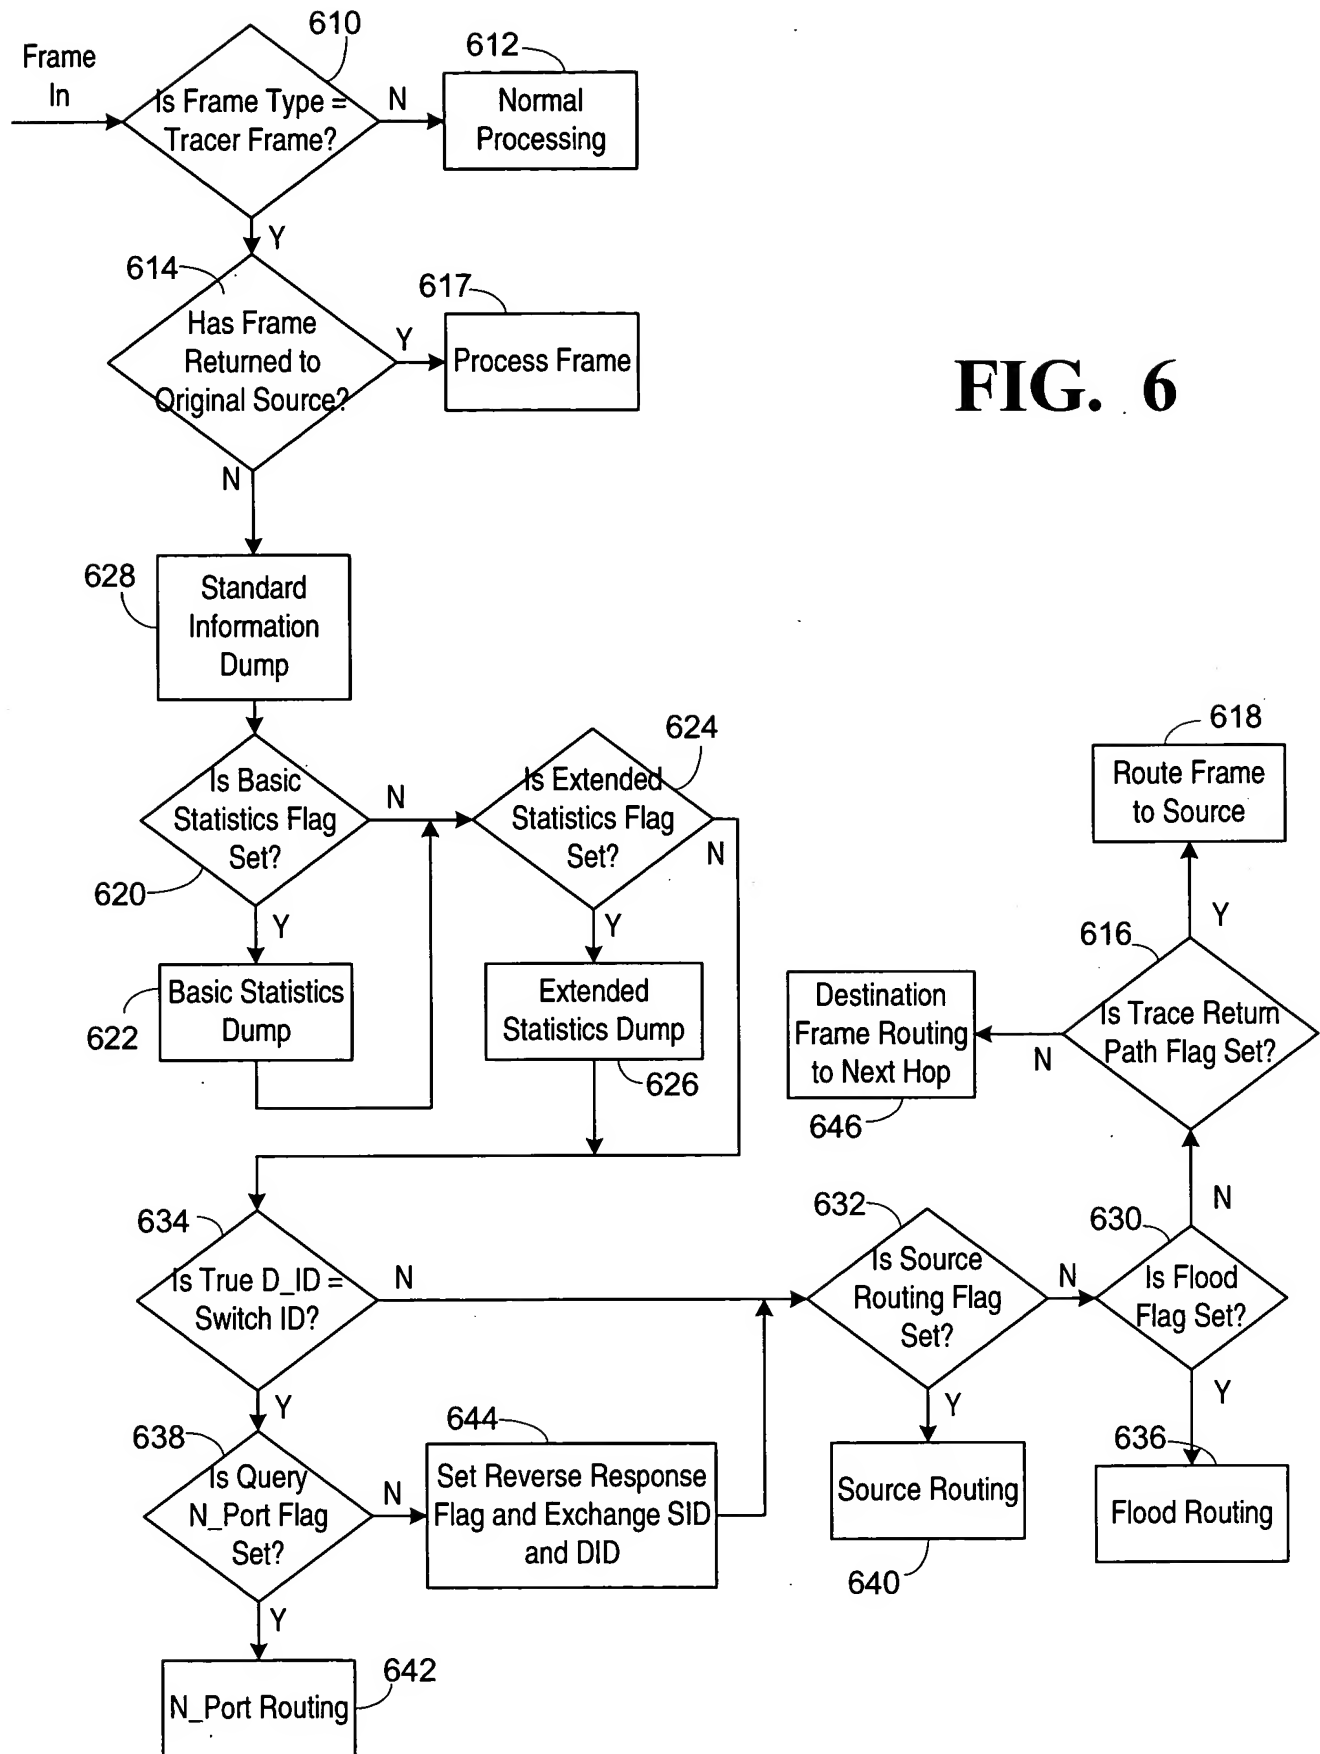 Frame
In
610
Is Frame Type =
Tracer Frame?
N
612
Normal
Processing
Y
614
Has Frame
Returned to
Original Source?
Y
617
Process Frame
FIG. 6
N
628
Standard
Information
Dump
Is Basic
Statistics Flag
Set?
620
N
624
Is Extended
Statistics Flag
Set?
N
Y
Basic Statistics
Dump
622
Y
Extended
Statistics Dump
626
618
Route Frame
to Source
Y
616
Is Trace Return
Path Flag Set?
N
Destination
Frame Routing
to Next Hop
646
N
634
Is True D_ID =
Switch ID?
N
632
Is Source
Routing Flag
Set?
N
630
Is Flood
Flag Set?
Y
638
Is Query
N_Port Flag
Set?
N
644
Set Reverse Response
Flag and Exchange SID
and DID
Y
Source Routing
640
Y
636
Flood Routing
Y
642
N_Port Routing